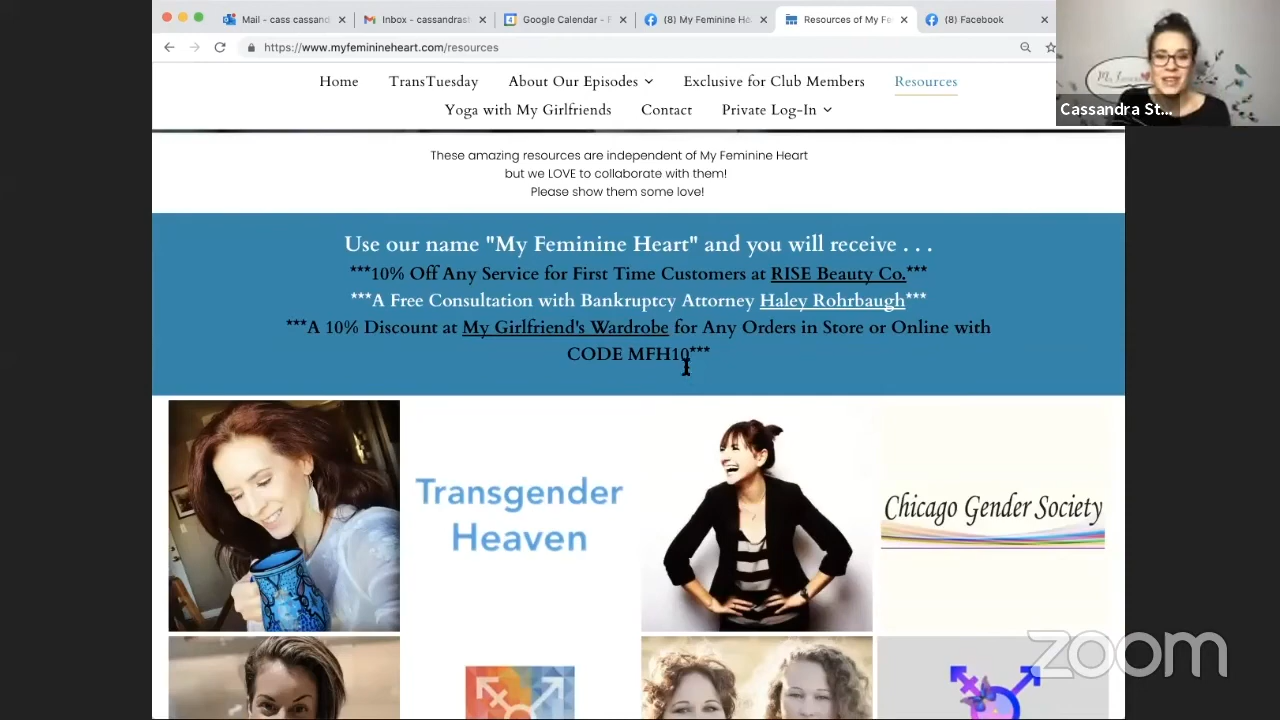 Mail - cass cassand
Inbox - cassandras
Google Calendar - F
(8) My Feminine He
Resources of My Fe
(8) Facebook
https://www.myfeminineheart.com/resources
Home
TransTuesday
About Our Episodes
Exclusive for Club Members
Resources
Yoga with My Girlfriends
Contact
Private Log-In
Cassandra St...
These amazing resources are independent of My Feminine Heart
but we LOVE to collaborate with them!
Please show them some love!
Use our name "My Feminine Heart" and you will receive . . .
***10% Off Any Service for First Time Customers at RISE Beauty Co.***
***A Free Consultation with Bankruptcy Attorney Haley Rohrbaugh***
***A 10% Discount at My Girlfriend's Wardrobe for Any Orders in Store or Online with
CODE MFH10***
Transgender
Heaven
Chicago Gender Society
zoom